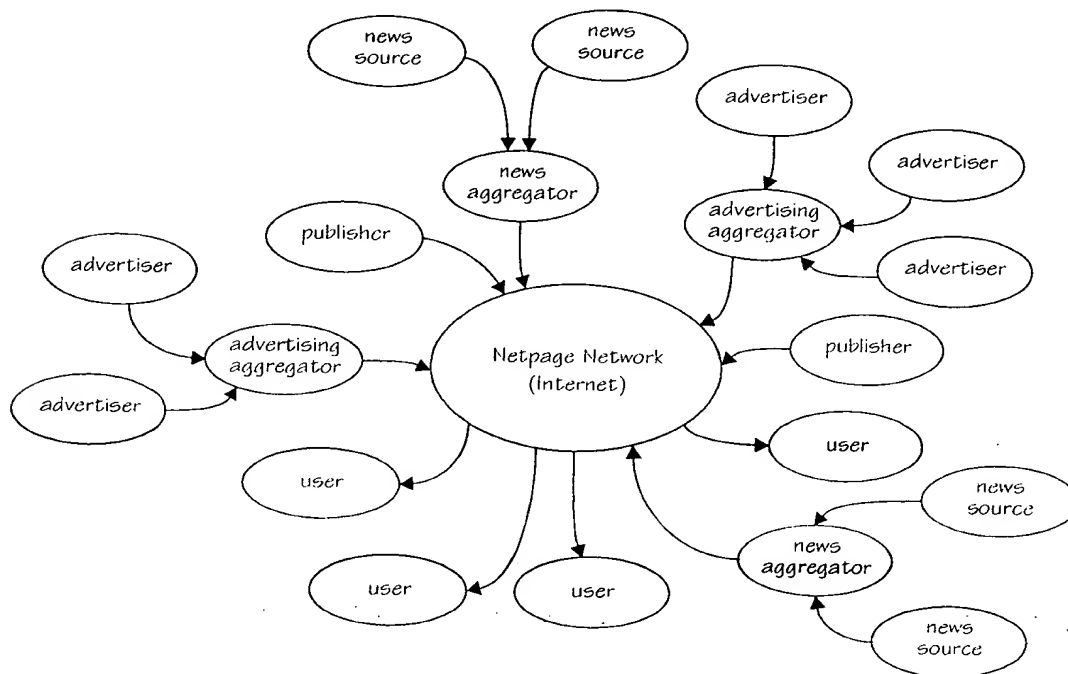 news
source
news
source
advertiser
news
aggregator
advertiser
advertising
aggregator
publisher
advertiser
advertiser
Netpage Network
(Internet)
publisher
advertising
aggregator
advertiser
user
user
news
source
news
aggregator
user
user
news
source